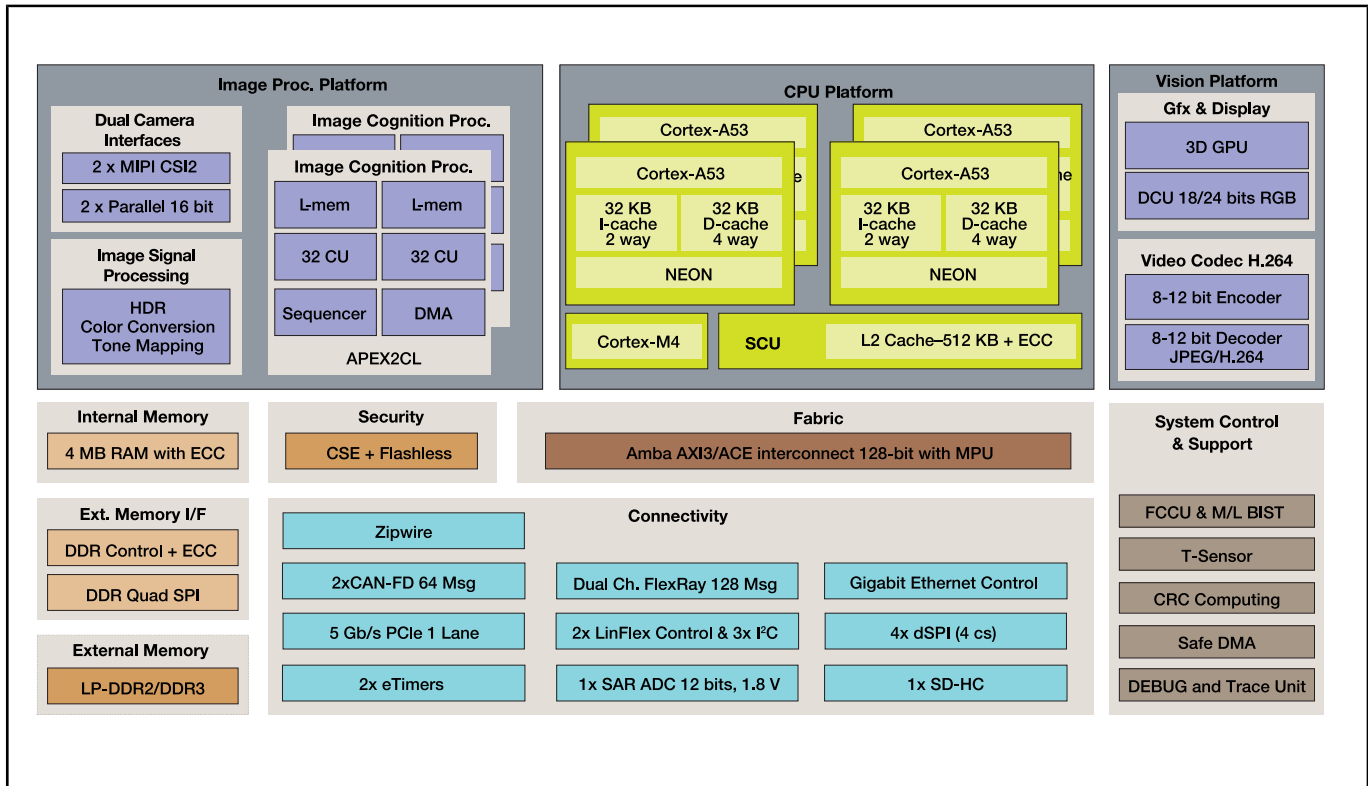 Image Proc. Platform
Dual Camera
Interfaces
2 x MIPI CSI2
2 x Parallel 16 bit
Image Signal
Processing
HDR
Color Conversion
Tone Mapping
Image Cognition Proc.
Image Cognition Proc.
L-mem
L-mem
32 CU
32 CU
Sequencer
DMA
APEX2CL
CPU Platform
Cortex-A53
Cortex-A53
32 KB
I-cache
2 way
32 KB
D-cache
4 way
NEON
Cortex-A53
Cortex-A53
32 KB
I-cache
2 way
32 KB
D-cache
4 way
NEON
Cortex-M4
SCU
L2 Cache–512 KB + ECC
Vision Platform
Gfx & Display
3D GPU
DCU 18/24 bits RGB
Video Codec H.264
8-12 bit Encoder
8-12 bit Decoder
JPEG/H.264
Internal Memory
4 MB RAM with ECC
Security
CSE + Flashless
Fabric
Amba AXI3/ACE interconnect 128-bit with MPU
Ext. Memory I/F
DDR Control + ECC
DDR Quad SPI
External Memory
LP-DDR2/DDR3
Connectivity
Zipwire
2xCAN-FD 64 Msg
Dual Ch. FlexRay 128 Msg
Gigabit Ethernet Control
5 Gb/s PCIe 1 Lane
2x LinFlex Control & 3x I²C
4x dSPI (4 cs)
2x eTimers
1x SAR ADC 12 bits, 1.8 V
1x SD-HC
System Control
& Support
FCCU & M/L BIST
T-Sensor
CRC Computing
Safe DMA
DEBUG and Trace Unit